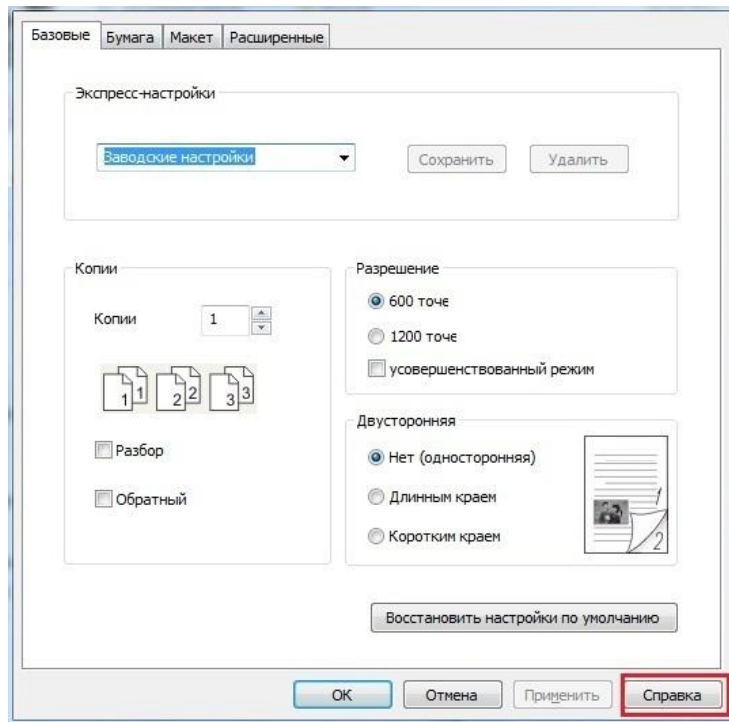 Базовые Бумага Макет Расширенные
Экспресс-настройки
Заводские настройки Сохранить Удалить
Копии
Копии 1
1 1 2 2 3 3
Разбор
Обратный
Разрешение
600 точе
1200 точе
усовершенствованный режим
Двусторонняя
Нет (односторонняя)
Длинным краем
Коротким краем
1
2
Восстановить настройки по умолчанию
OK Отмена Применить Справка